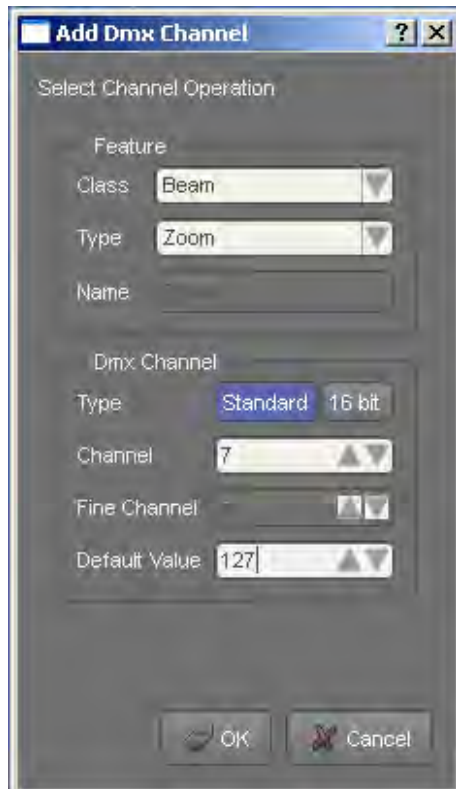 Add Dmx Channel
Select Channel Operation
Feature
Class Beam
Type Zoom
Name
Dmx Channel
Type Standard 16 bit
Channel 7
Fine Channel
Default Value 127
OK Cancel